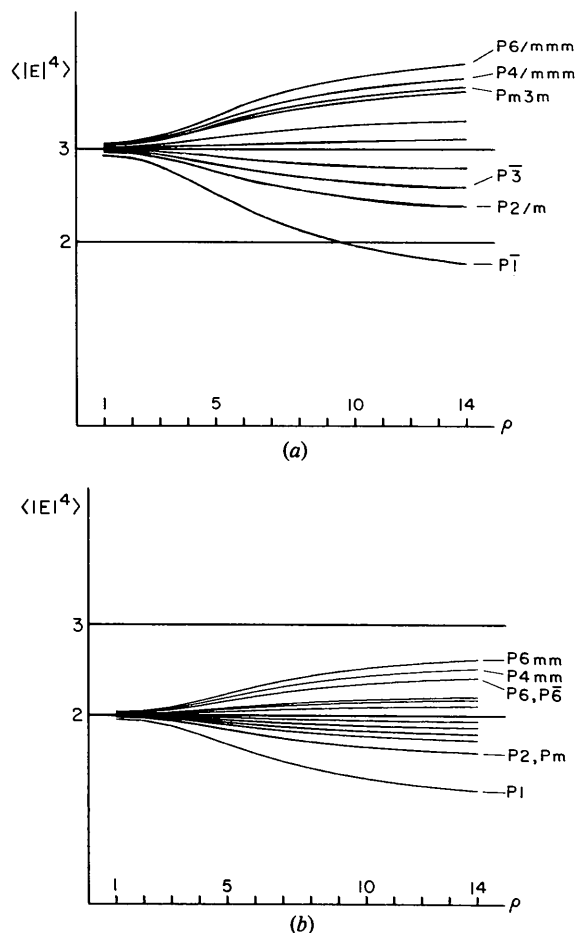 ⟨|E|⁴⟩
P6/mmm
P4/mmm
Pm3m
3
P3̅
P2/m
2
P1̅
1 5 10 14 ρ
(a)
⟨|E|⁴⟩
3
P6mm
P4mm
P6, P6̅
2
P2, Pm
P1
1 5 10 14 ρ
(b)